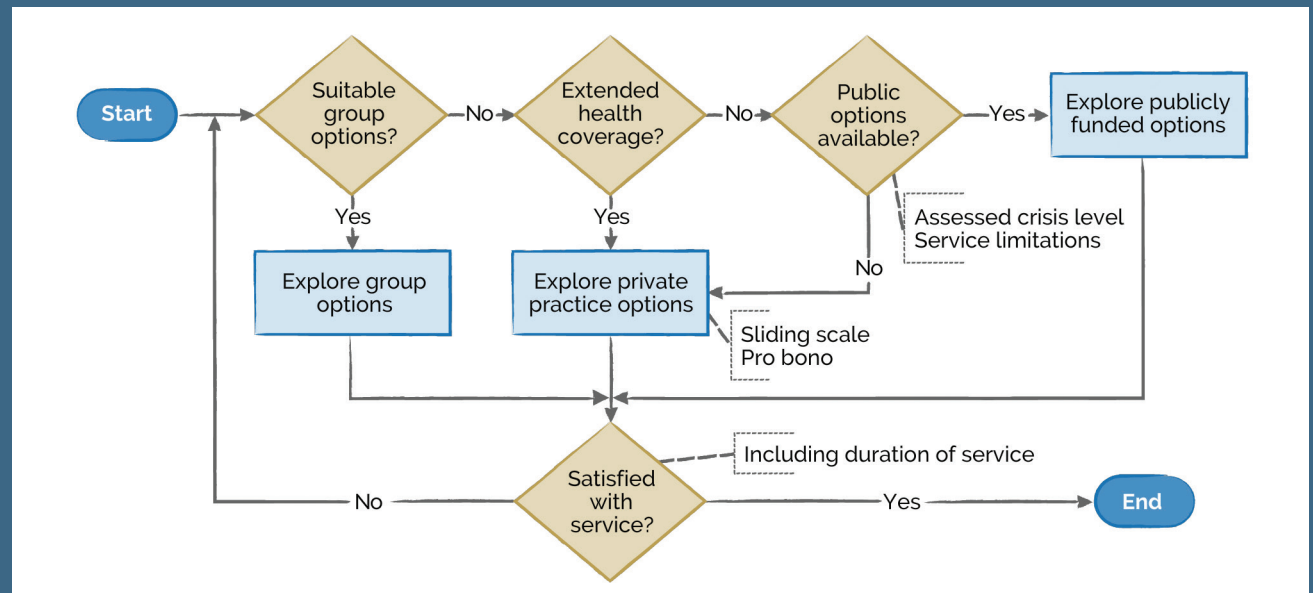 Start
Suitable
group
options?
No
Extended
health
coverage?
No
Public
options
available?
Yes
Explore publicly
funded options
Yes
Yes
Assessed crisis level
Service limitations
No
Explore group
options
Explore private
practice options
Sliding scale
Pro bono
Including duration of service
Satisfied
with
service?
No
Yes
End